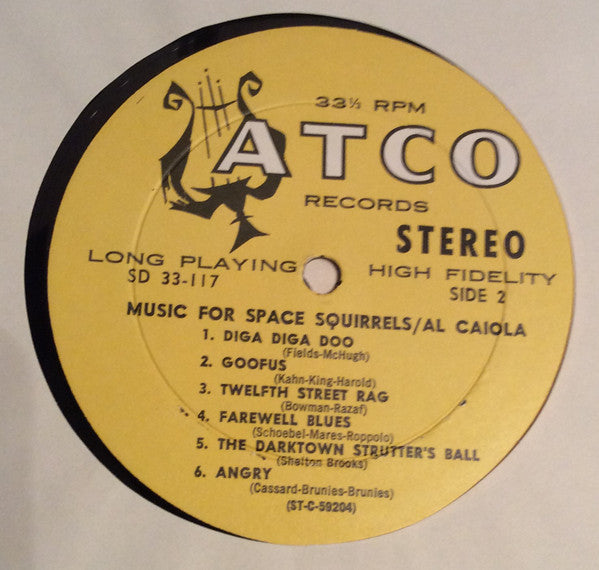 33⅓ RPM
ATCO
RECORDS
STEREO
LONG PLAYING HIGH FIDELITY
SD 33-117 SIDE 2
MUSIC FOR SPACE SQUIRRELS/AL CAIOLA
1. DIGA DIGA DOO
(Fields-McHugh)
2. GOOFUS
(Kahn-King-Harold)
3. TWELFTH STREET RAG
(Bowman-Razaf)
4. FAREWELL BLUES
(Schoebel-Mares-Roppolo)
5. THE DARKTOWN STRUTTER'S BALL
(Shelton Brooks)
6. ANGRY
(Cassard-Brunies-Brunies)
(ST-C-59204)